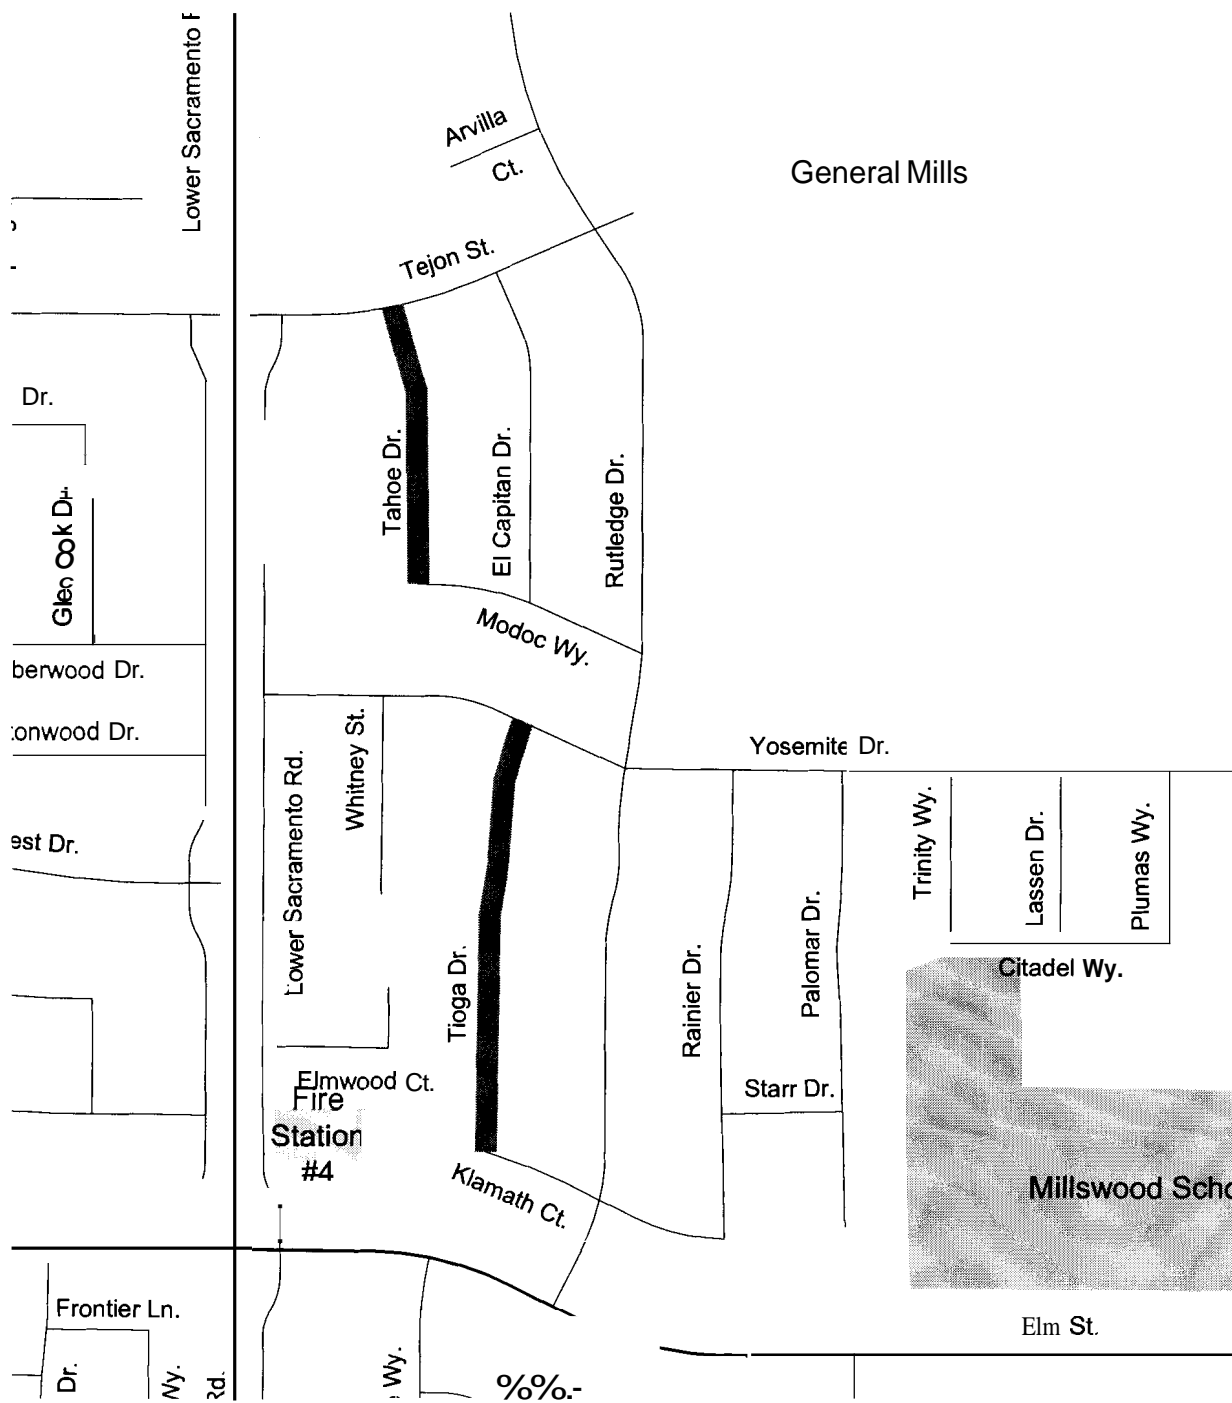 Lower Sacramento
Arvilla
Ct.
General Mills
Tejon St.
Dr.
Tahoe Dr.
El Capitan Dr.
Rutledge Dr.
Modoc Wy.
berwood Dr.
tonwood Dr.
Whitney St.
Yosemite Dr.
Lower Sacramento Rd.
est Dr.
Trinity Wy.
Lassen Dr.
Plumas Wy.
Tioga Dr.
Rainier Dr.
Palomar Dr.
Citadel Wy.
Elmwood Ct.
Fire
Station
#4
Starr Dr.
Klamath Ct.
Millswood Scho
Frontier Ln.
Elm St.
Dr.
Wy.
Rd.
Wy.
%%.-